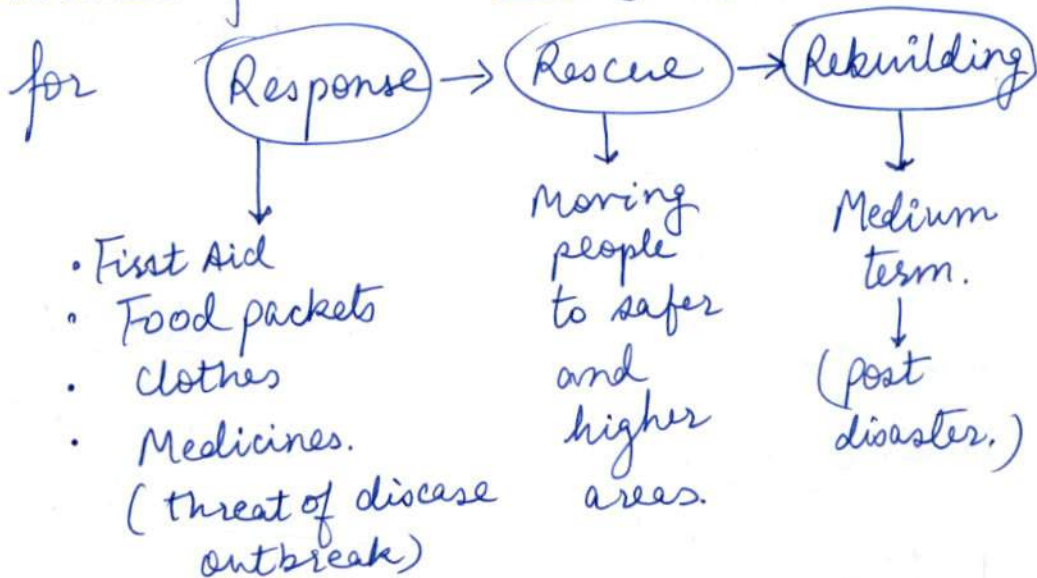 for Response → Rescue → Rebuilding
• First Aid
• Food packets
• clothes
• Medicines.
(threat of disease
outbreak)
Moving
people
to safer
and
higher
areas.
Medium
term.
(post
disaster.)